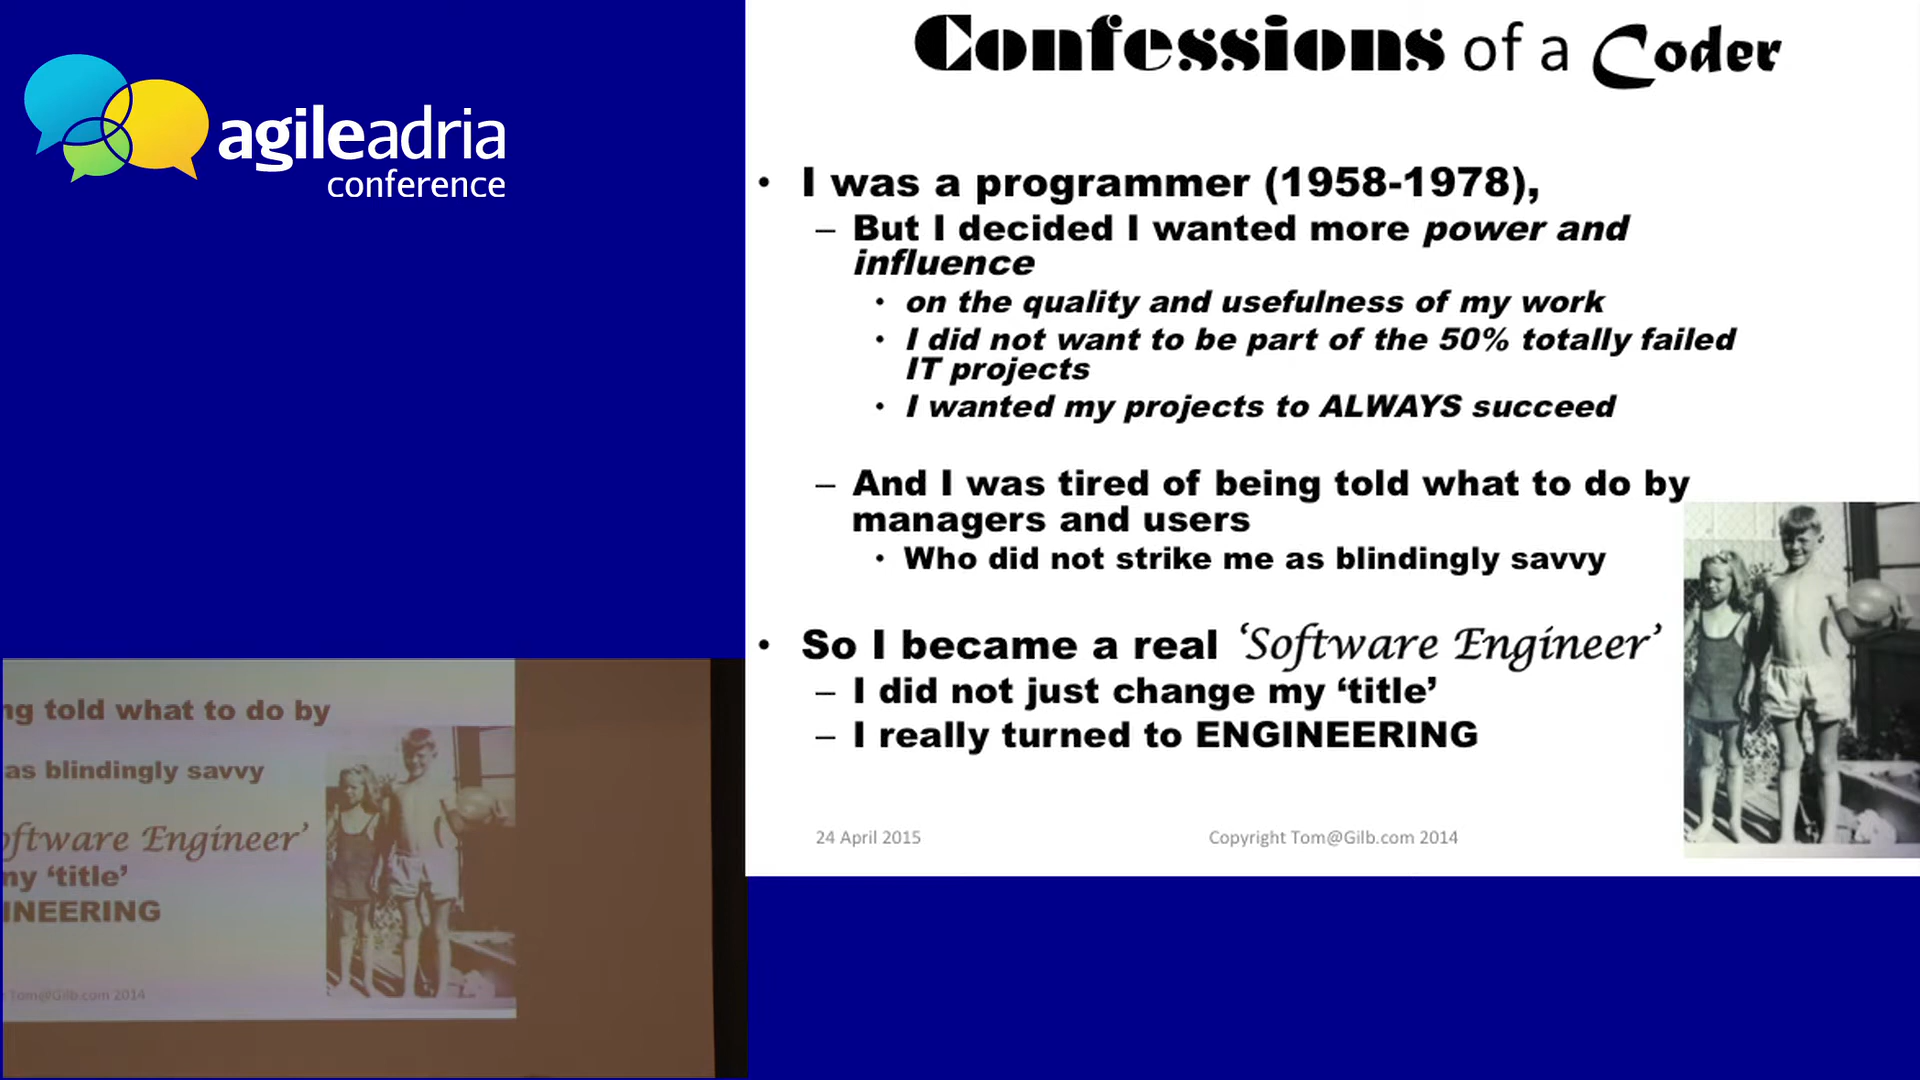 agileadria
conference
Confessions of a Coder
• I was a programmer (1958-1978),
– But I decided I wanted more power and
influence
• on the quality and usefulness of my work
• I did not want to be part of the 50% totally failed
IT projects
• I wanted my projects to ALWAYS succeed
– And I was tired of being told what to do by
managers and users
• Who did not strike me as blindingly savvy
• So I became a real ‘Software Engineer’
– I did not just change my ‘title’
– I really turned to ENGINEERING
24 April 2015
Copyright Tom@Gilb.com 2014
ng told what to do by
as blindingly savvy
oftware Engineer’
my ‘title’
INEERING
Tom@Gilb.com 2014